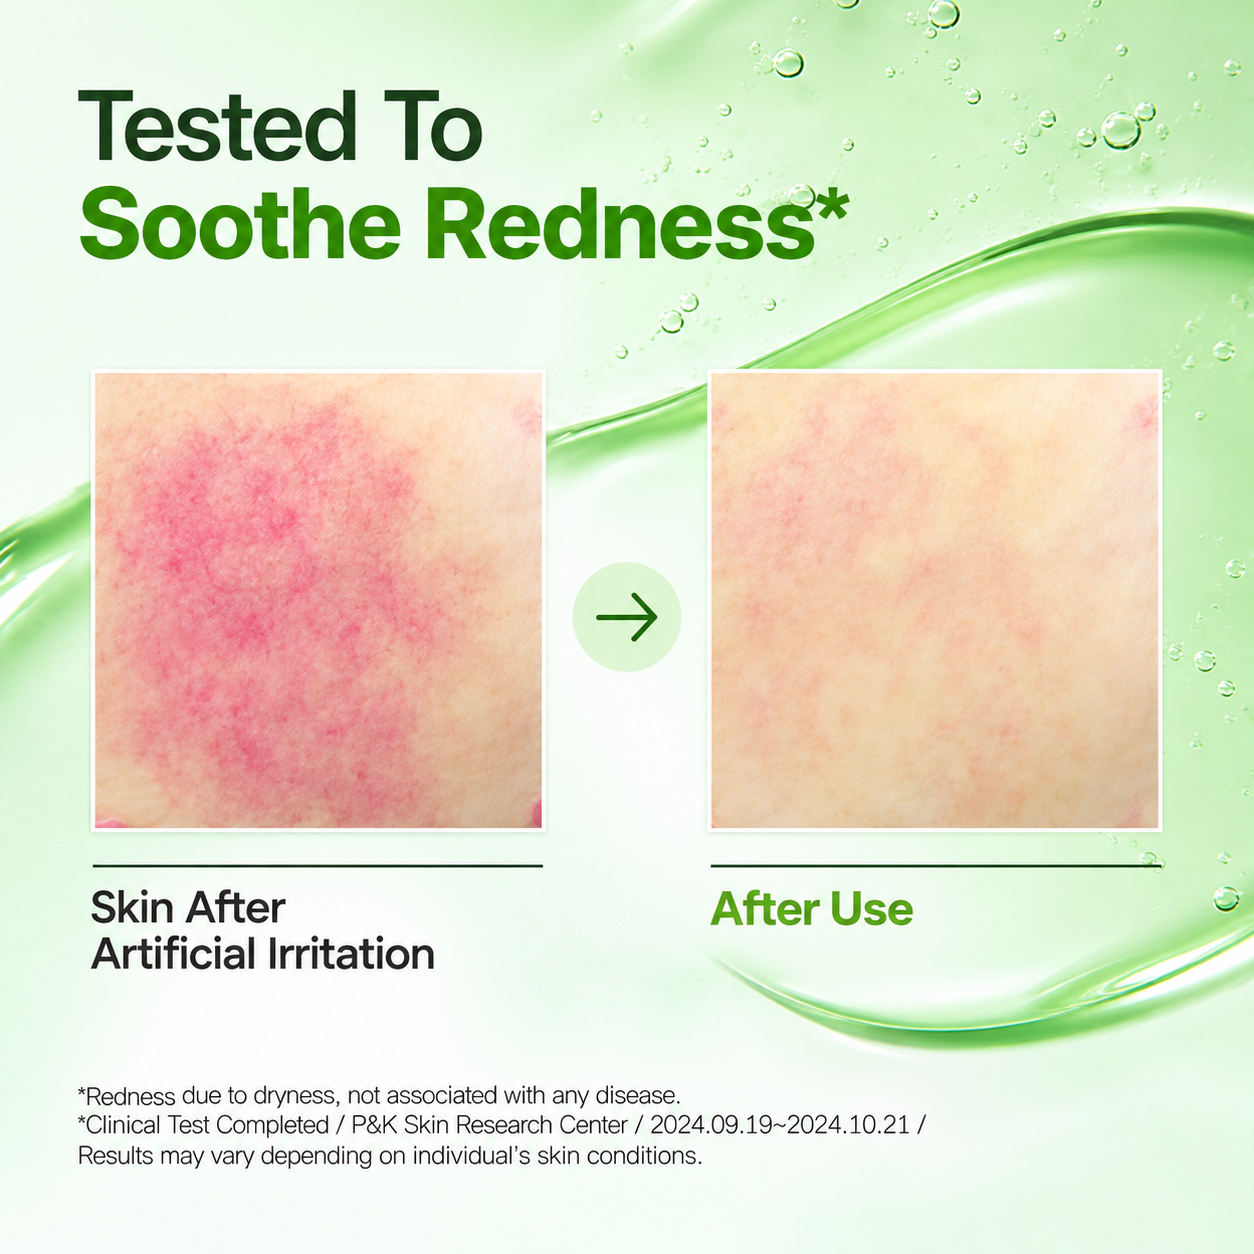 Tested To
Soothe Redness*
Skin After
Artificial Irritation
After Use
*Redness due to dryness, not associated with any disease.
*Clinical Test Completed / P&K Skin Research Center / 2024.09.19~2024.10.21 /
Results may vary depending on individual’s skin conditions.